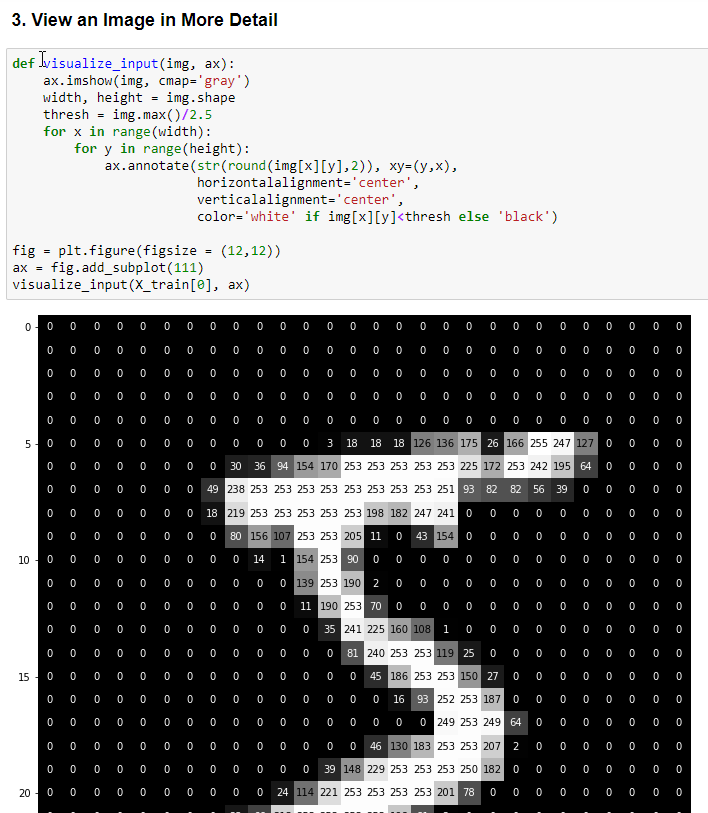 3. View an Image in More Detail
def visualize_input(img, ax):
    ax.imshow(img, cmap='gray')
    width, height = img.shape
    thresh = img.max()/2.5
    for x in range(width):
        for y in range(height):
            ax.annotate(str(round(img[x][y],2)), xy=(y,x),
                        horizontalalignment='center',
                        verticalalignment='center',
                        color='white' if img[x][y]<thresh else 'black')
fig = plt.figure(figsize = (12,12))
ax = fig.add_subplot(111)
visualize_input(X_train[0], ax)
0 0 0 0 0 0 0 0 0 0 0 0 0 0 0 0 0 0 0 0 0 0 0 0 0 0 0 0 0
0 0 0 0 0 0 0 0 0 0 0 0 0 0 0 0 0 0 0 0 0 0 0 0 0 0 0 0
0 0 0 0 0 0 0 0 0 0 0 0 0 0 0 0 0 0 0 0 0 0 0 0 0 0 0 0
0 0 0 0 0 0 0 0 0 0 0 0 0 0 0 0 0 0 0 0 0 0 0 0 0 0 0 0
0 0 0 0 0 0 0 0 0 0 0 0 0 0 0 0 0 0 0 0 0 0 0 0 0 0 0 0
5 0 0 0 0 0 0 0 0 0 0 0 0 3 18 18 18 126 136 175 26 166 255 247 127 0 0 0 0
0 0 0 0 0 0 0 0 30 36 94 154 170 253 253 253 253 253 225 172 253 242 195 64 0 0 0 0
0 0 0 0 0 0 0 49 238 253 253 253 253 253 253 253 253 251 93 82 82 56 39 0 0 0 0 0
0 0 0 0 0 0 0 18 219 253 253 253 253 253 198 182 247 241 0 0 0 0 0 0 0 0 0 0
0 0 0 0 0 0 0 0 80 156 107 253 253 205 11 0 43 154 0 0 0 0 0 0 0 0 0 0
10 0 0 0 0 0 0 0 0 0 14 1 154 253 90 0 0 0 0 0 0 0 0 0 0 0 0 0 0
0 0 0 0 0 0 0 0 0 0 0 139 253 190 2 0 0 0 0 0 0 0 0 0 0 0 0 0
0 0 0 0 0 0 0 0 0 0 0 11 190 253 70 0 0 0 0 0 0 0 0 0 0 0 0 0
0 0 0 0 0 0 0 0 0 0 0 0 35 241 225 160 108 1 0 0 0 0 0 0 0 0 0 0
0 0 0 0 0 0 0 0 0 0 0 0 0 81 240 253 253 119 25 0 0 0 0 0 0 0 0 0
15 0 0 0 0 0 0 0 0 0 0 0 0 0 0 45 186 253 253 150 27 0 0 0 0 0 0 0 0
0 0 0 0 0 0 0 0 0 0 0 0 0 0 0 16 93 252 253 187 0 0 0 0 0 0 0 0
0 0 0 0 0 0 0 0 0 0 0 0 0 0 0 0 0 249 253 249 64 0 0 0 0 0 0 0
0 0 0 0 0 0 0 0 0 0 0 0 0 0 46 130 183 253 253 207 2 0 0 0 0 0 0 0
0 0 0 0 0 0 0 0 0 0 0 0 39 148 229 253 253 253 250 182 0 0 0 0 0 0 0 0
20 0 0 0 0 0 0 0 0 0 0 24 114 221 253 253 253 253 201 78 0 0 0 0 0 0 0 0 0